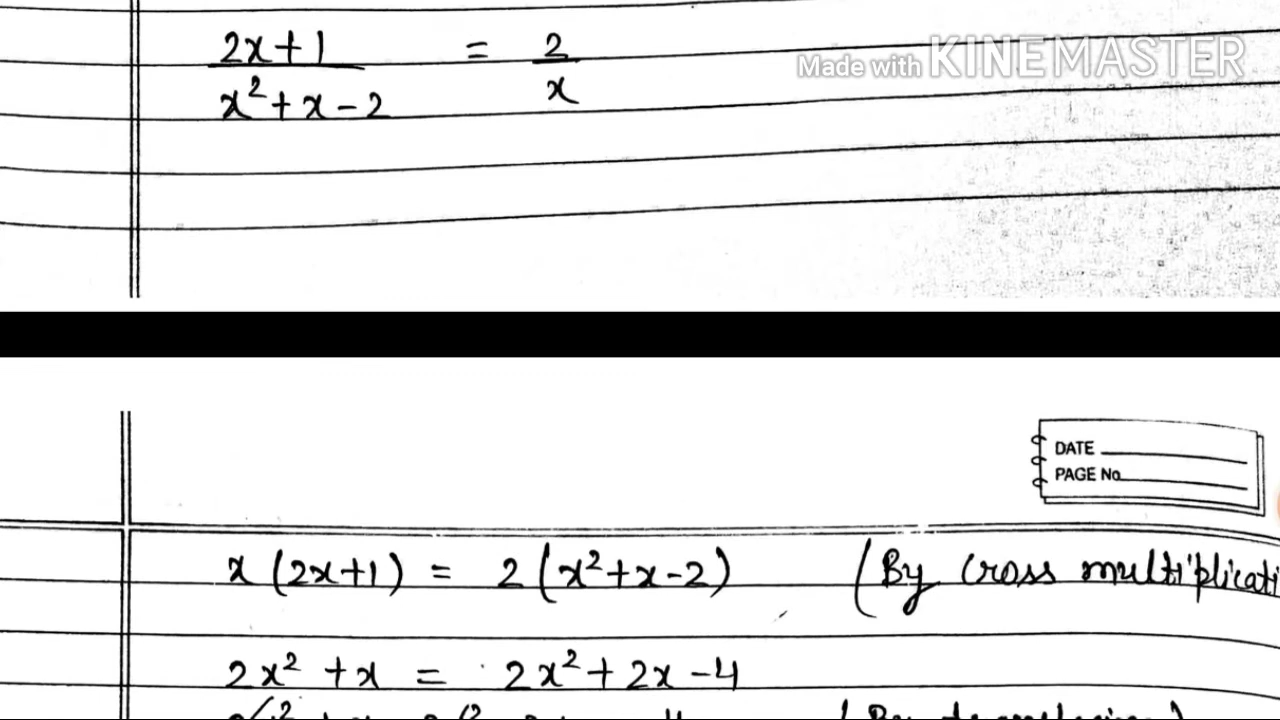 2x+1 = 2
x²+x-2 x
Made with KINEMASTER
DATE
PAGE No.
x(2x+1) = 2(x²+x-2) (By cross multiplicati
2x² + x = 2x²+2x-4